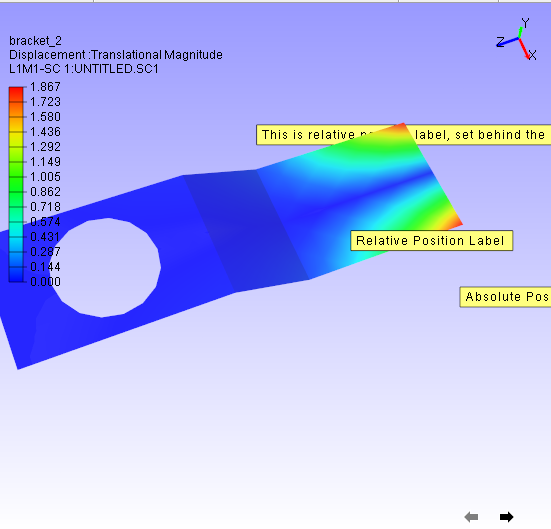 bracket_2
Displacement :Translational Magnitude
L1M1-SC 1:UNTITLED.SC1
Y
Z
X
1.867
1.723
1.580
1.436
1.292
1.149
1.005
0.862
0.718
0.574
0.431
0.287
0.144
0.000
This is relative label, set behind the
Relative Position Label
Absolute Pos